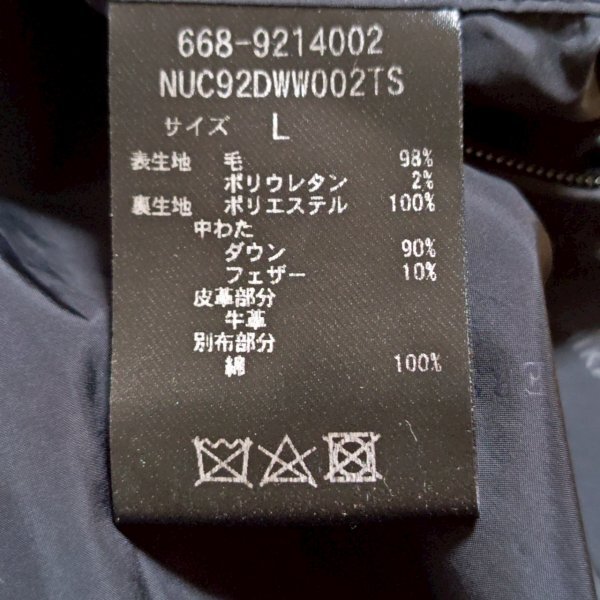 668-9214002
NUC92DWW002TS
サイズ L
表生地 毛 98%
ポリウレタン 2%
裏生地 ポリエステル 100%
中わた
ダウン 90%
フェザー 10%
皮革部分
牛革
別布部分
綿 100%